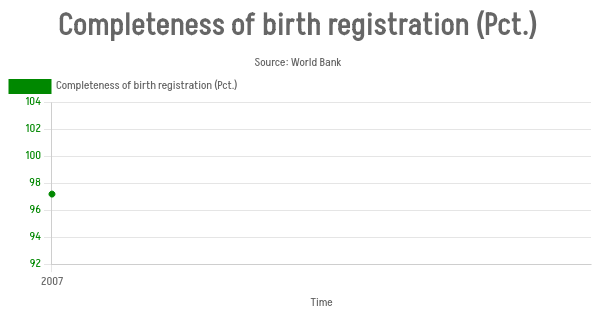 Completeness of birth registration (Pct.)
Source: World Bank
Completeness of birth registration (Pct.)
104
102
100
98
96
94
92
2007
Time